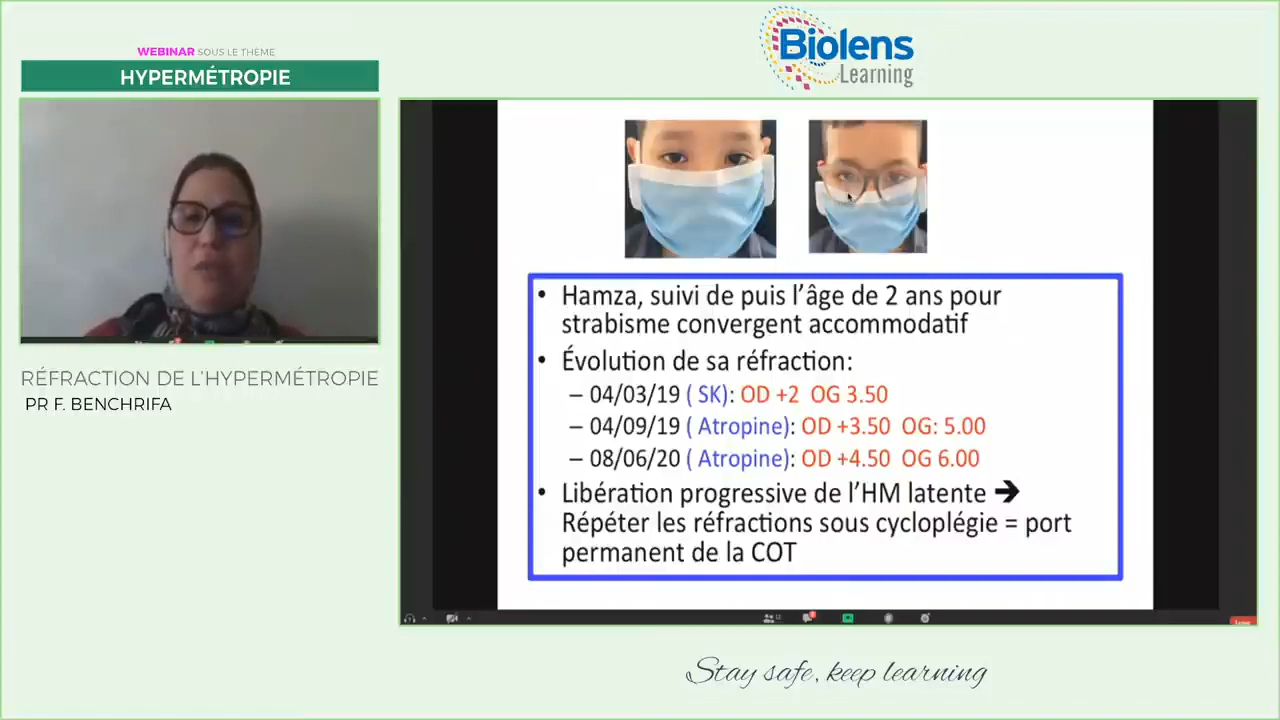 WEBINAR SOUS LE THÈME
HYPERMÉTROPIE
Biolens
Learning
RÉFRACTION DE L'HYPERMÉTROPIE
PR F. BENCHRIFA
• Hamza, suivi de puis l'âge de 2 ans pour
strabisme convergent accommodatif
• Évolution de sa réfraction:
– 04/03/19 ( SK): OD +2 OG 3.50
– 04/09/19 ( Atropine): OD +3.50 OG: 5.00
– 08/06/20 ( Atropine): OD +4.50 OG 6.00
• Libération progressive de l'HM latente ➔
Répéter les réfractions sous cycloplégie = port
permanent de la COT
Stay safe, keep learning